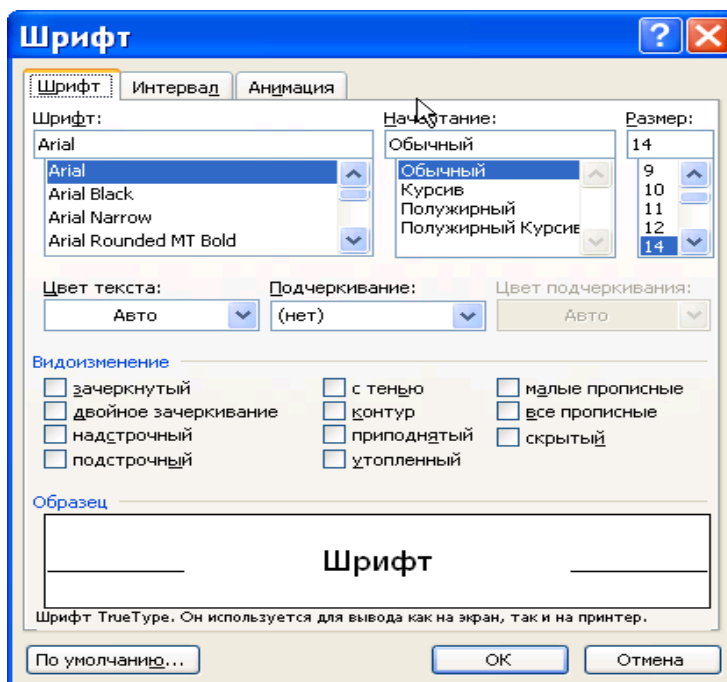 Шрифт
Шрифт Интервал Анимация
Шрифт: Начертание: Размер:
Arial Обычный 14
Arial Обычный 9
Arial Black Курсив 10
Arial Narrow Полужирный 11
Arial Rounded MT Bold Полужирный Курсив 12
14
Цвет текста: Подчеркивание: Цвет подчеркивания:
Авто (нет) Авто
Видоизменение
зачеркнутый с тенью малые прописные
двойное зачеркивание контур все прописные
надстрочный приподнятый скрытый
подстрочный утопленный
Образец
Шрифт
Шрифт TrueType. Он используется для вывода как на экран, так и на принтер.
По умолчанию... ОК Отмена